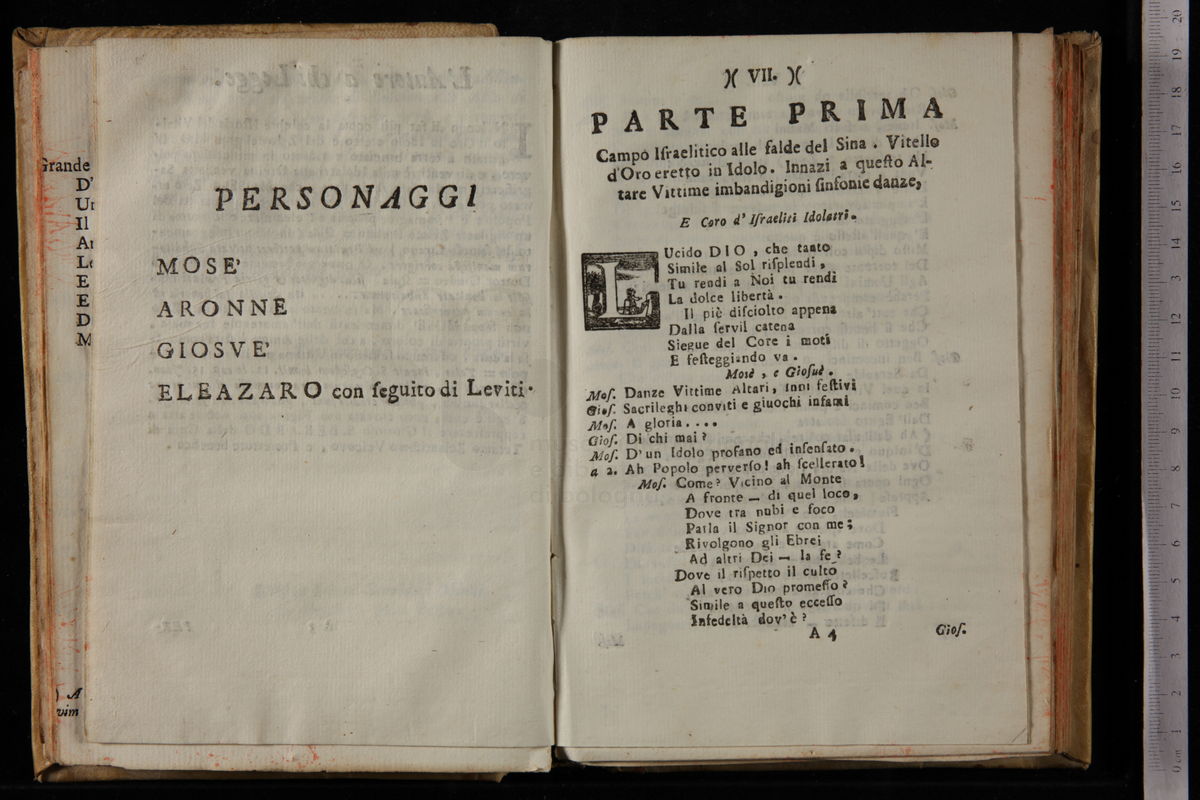 Grande
D'
Il
E
E
D
M
A
vim
PERSONAGGI
MOSE'
ARONNE
GIOSVE'
ELEAZARO con ſeguito di Leviti.
)( VII. )(
PARTE PRIMA
Campo Iſraelitico alle falde del Sina . Vitello
d'Oro eretto in Idolo . Innazi a queſto Al-
tare Vittime imbandigioni ſinfonie danze,
E Coro d' Iſraeliti Idolatri.
LUcido DIO , che tanto
Simile al Sol riſplendi ,
Tu rendi a Noi tu rendi
La dolce libertà .
Il piè diſciolto appena
Dalla ſervil catena
Siegue del Core i moti
E feſteggiando va .
Mosè , e Gioſuè .
Moſ. Danze Vittime Altari, Inni feſtivi
Gioſ. Sacrileghi conviti e giuochi infami
Moſ. A gloria....
Gioſ. Di chi mai ?
Moſ. D' un Idolo profano ed inſenſato .
a 2. Ah Popolo perverſo! ah ſcellerato!
Moſ. Come? Vicino al Monte
A fronte — di quel loco,
Dove tra nubi e foco
Parla il Signor con me;
Rivolgono gli Ebrei
Ad altri Dei — la fe ?
Dove il riſpetto il culto
Al vero Dio promeſſo?
Simile a queſto ecceſſo
Infedeltà dov' è ?
A 4
Gioſ.